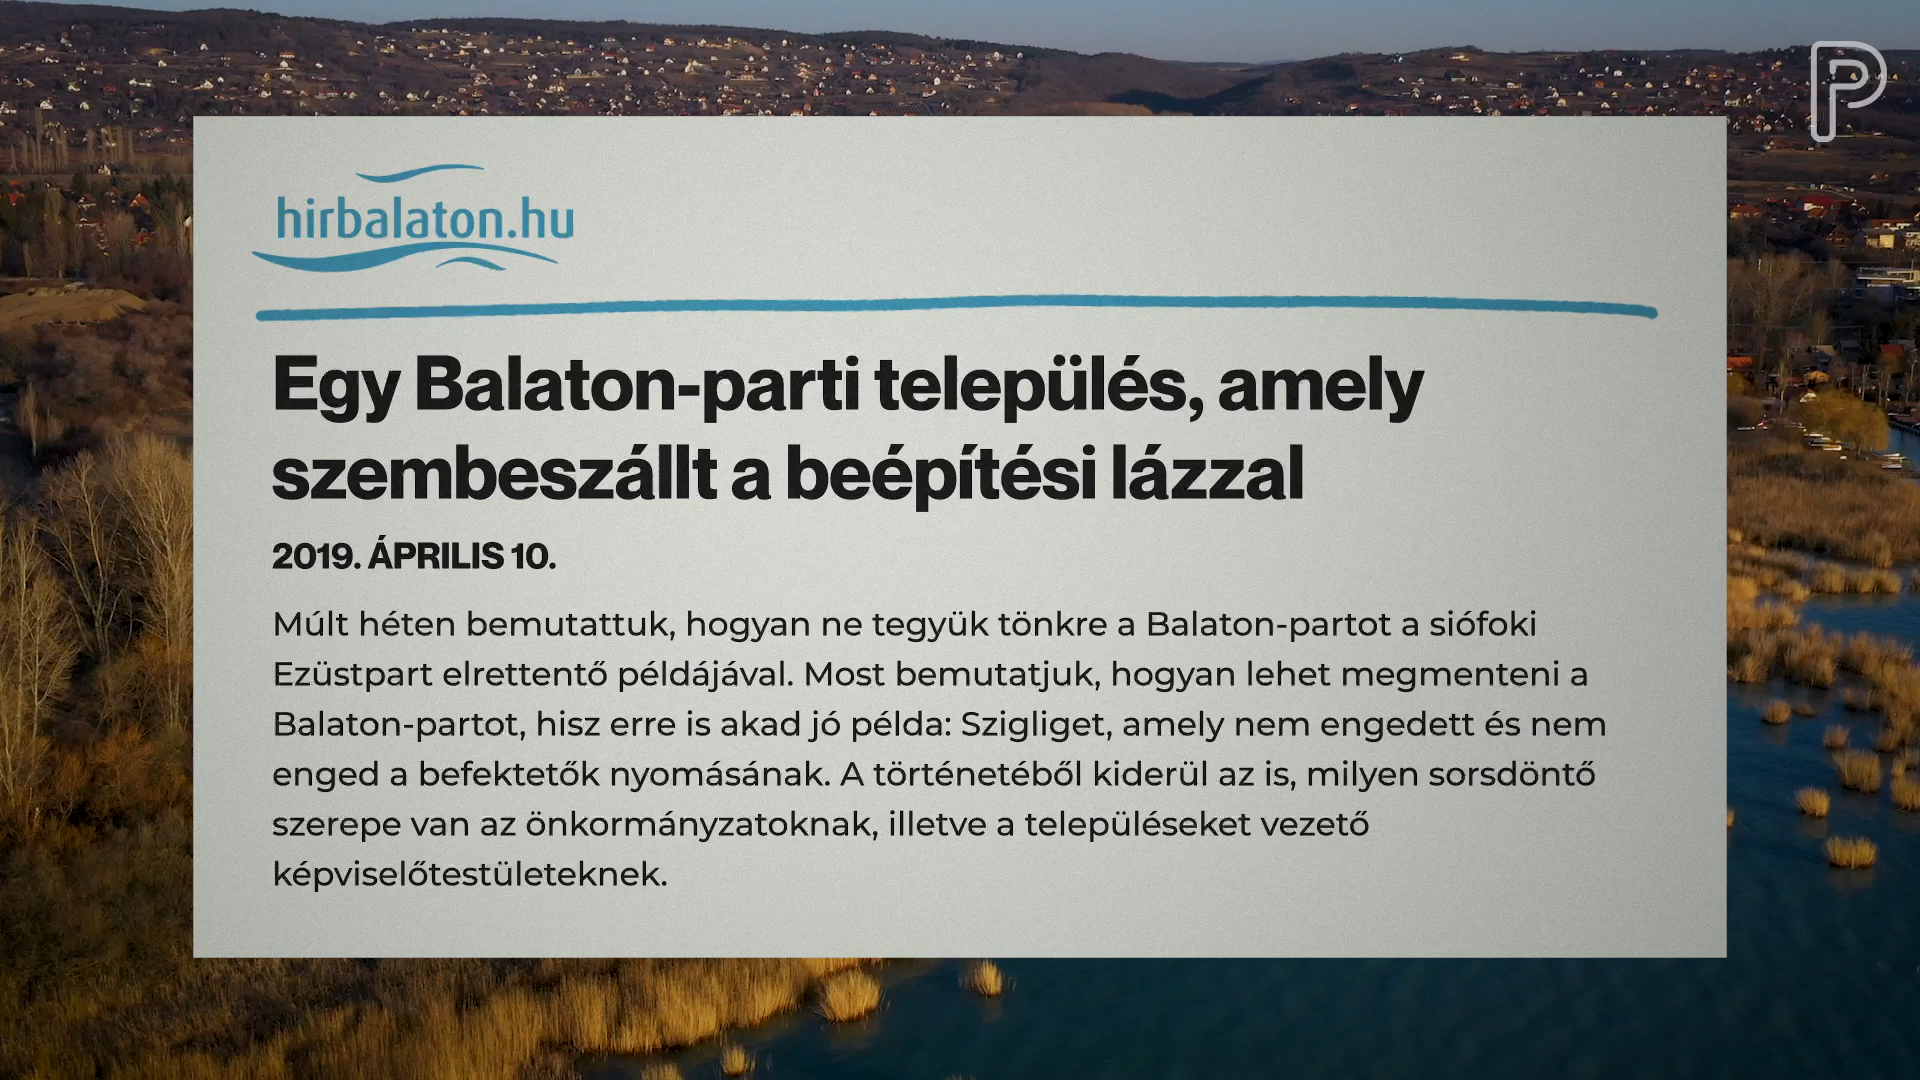 P
hirbalaton.hu
Egy Balaton-parti település, amely
szembeszállt a beépítési lázzal
2019. ÁPRILIS 10.
Múlt héten bemutattuk, hogyan ne tegyük tönkre a Balaton-partot a siófoki
Ezüstpart elrettentő példájával. Most bemutatjuk, hogyan lehet megmenteni a
Balaton-partot, hisz erre is akad jó példa: Szigliget, amely nem engedett és nem
enged a befektetők nyomásának. A történetéből kiderül az is, milyen sorsdöntő
szerepe van az önkormányzatoknak, illetve a településeket vezető
képviselőtestületeknek.